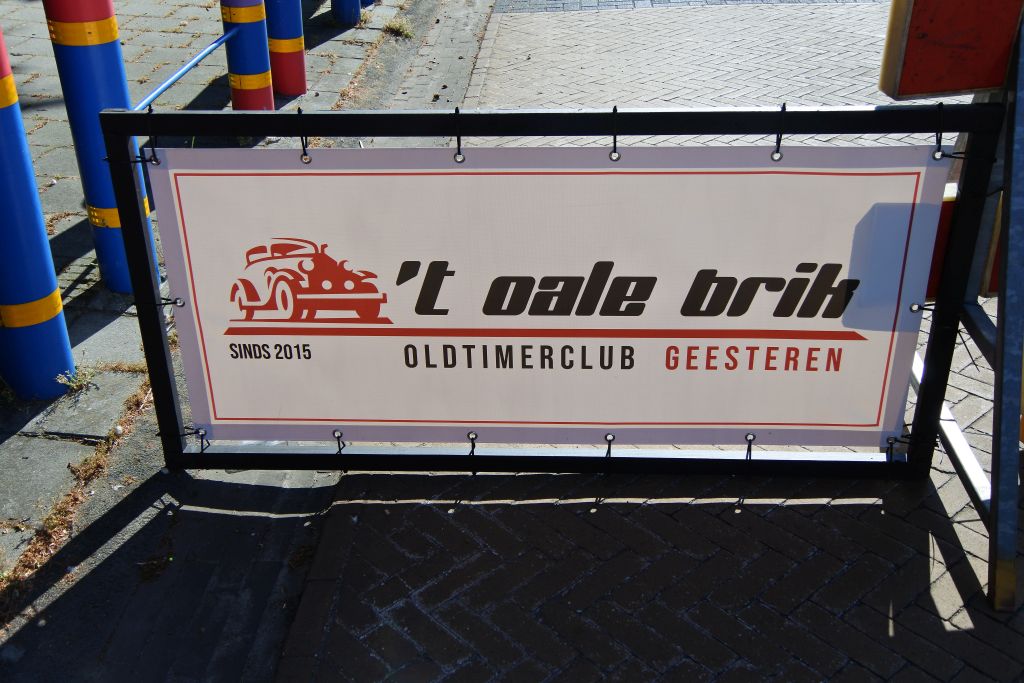 't oale brik
SINDS 2015
OLDTIMERCLUB GEESTEREN